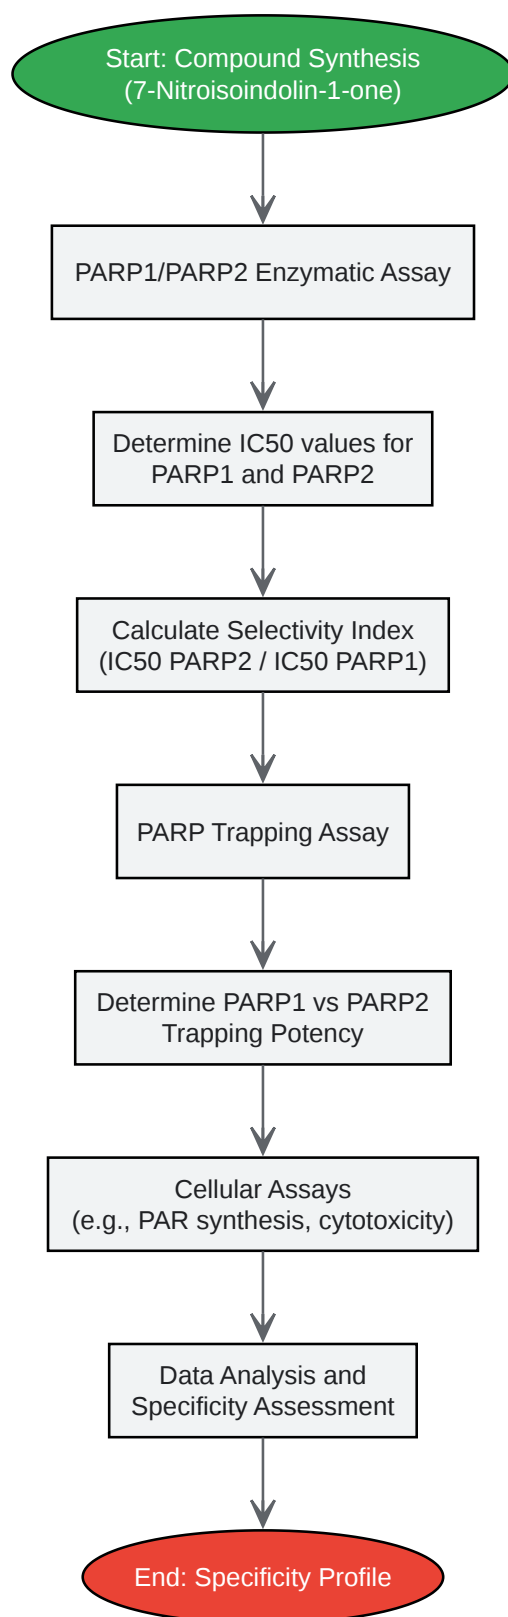 Start: Compound Synthesis
(7-Nitroisoindolin-1-one)
PARP1/PARP2 Enzymatic Assay
Determine IC50 values for
PARP1 and PARP2
Calculate Selectivity Index
(IC50 PARP2 / IC50 PARP1)
PARP Trapping Assay
Determine PARP1 vs PARP2
Trapping Potency
Cellular Assays
(e.g., PAR synthesis, cytotoxicity)
Data Analysis and
Specificity Assessment
End: Specificity Profile